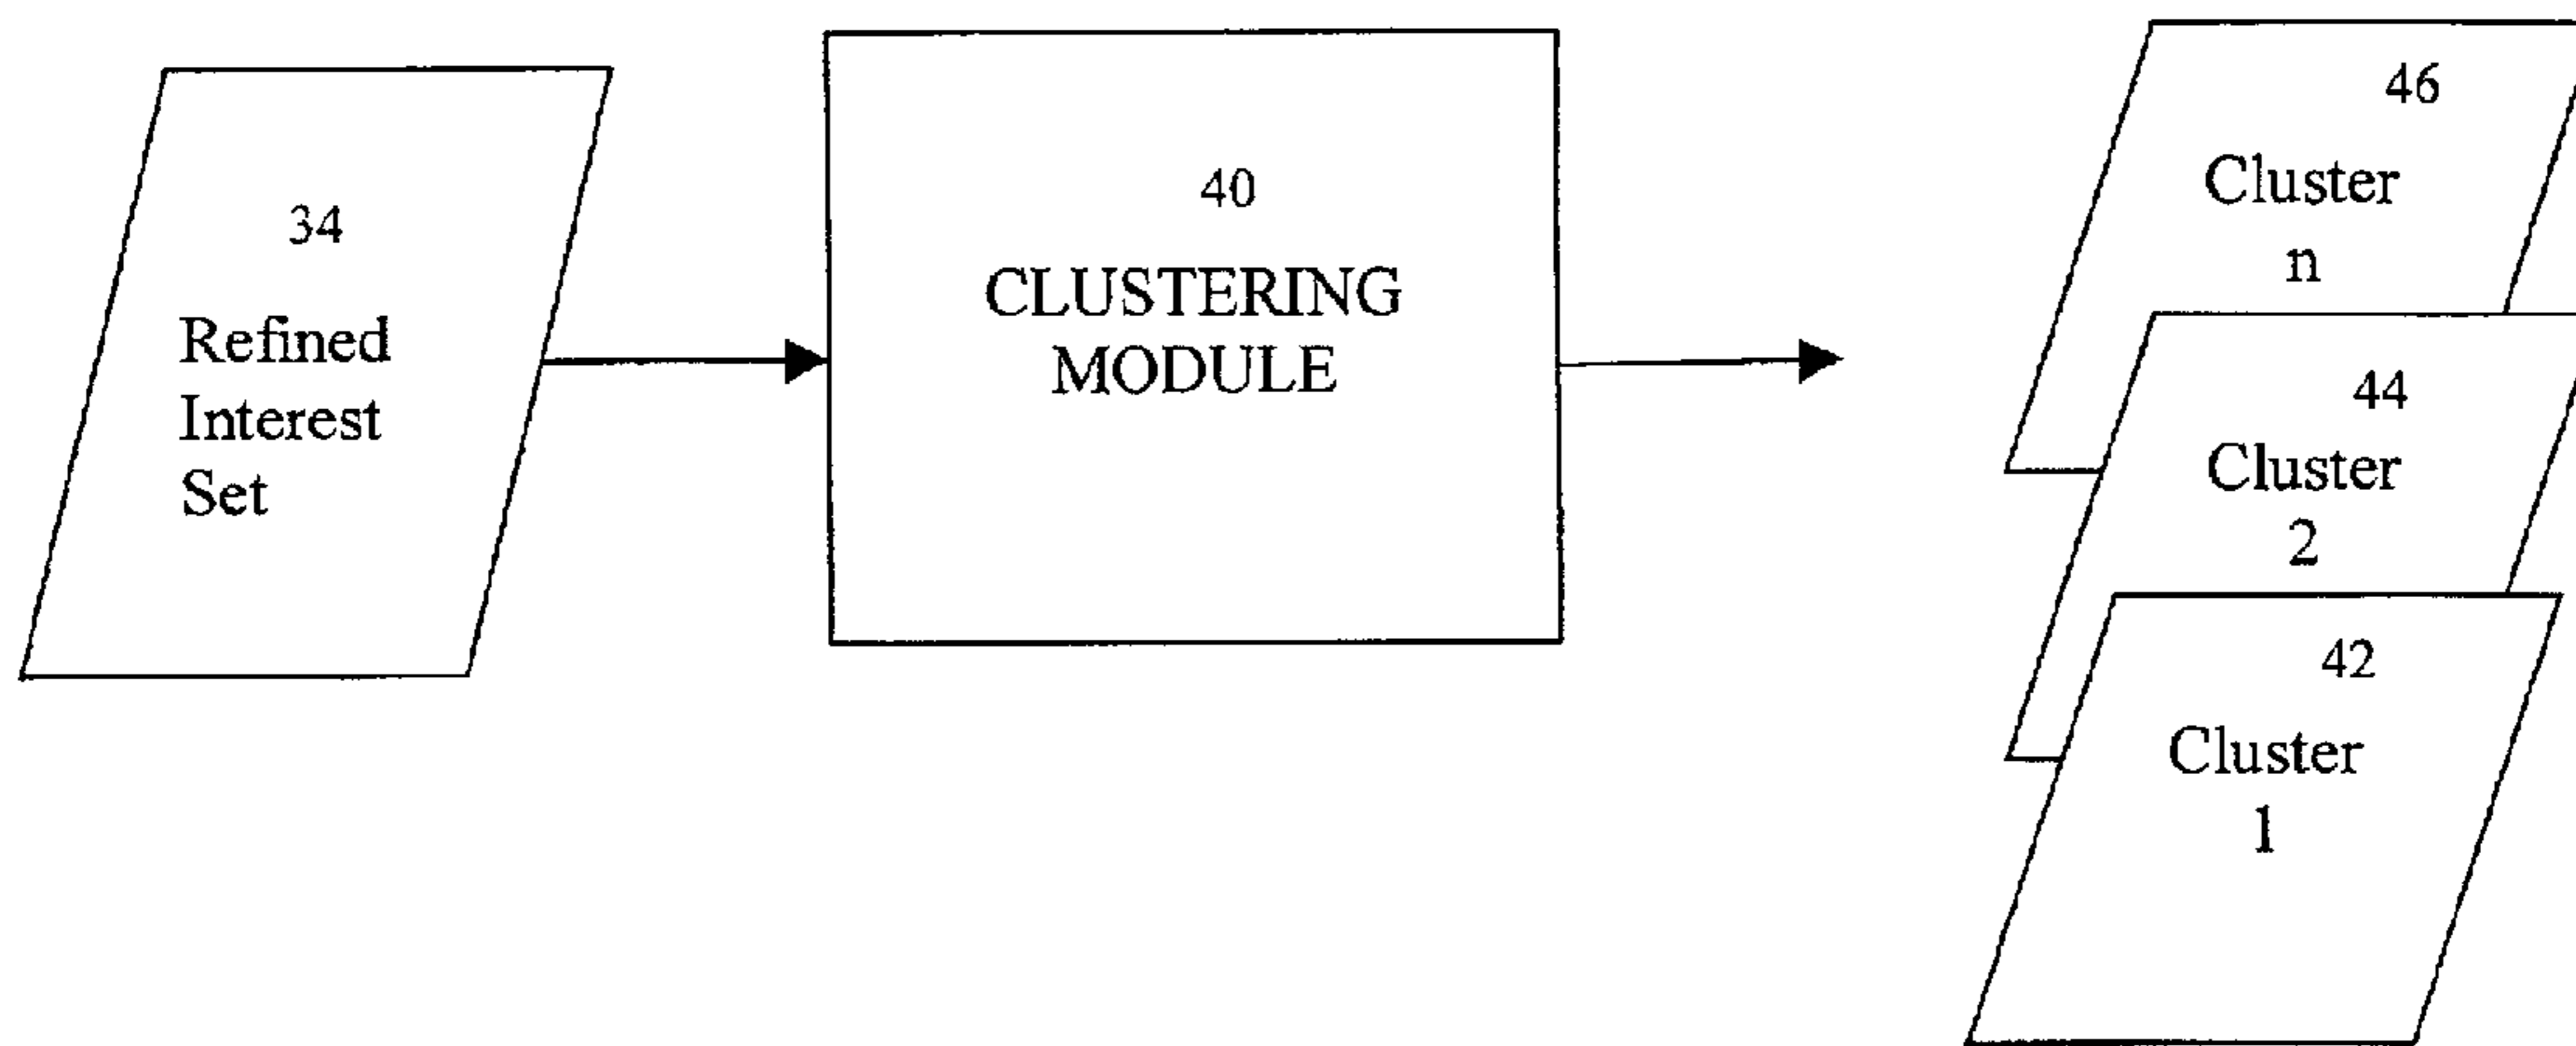 34
Refined
Interest
Set
40
CLUSTERING
MODULE
46
Cluster
n
44
Cluster
2
42
Cluster
1